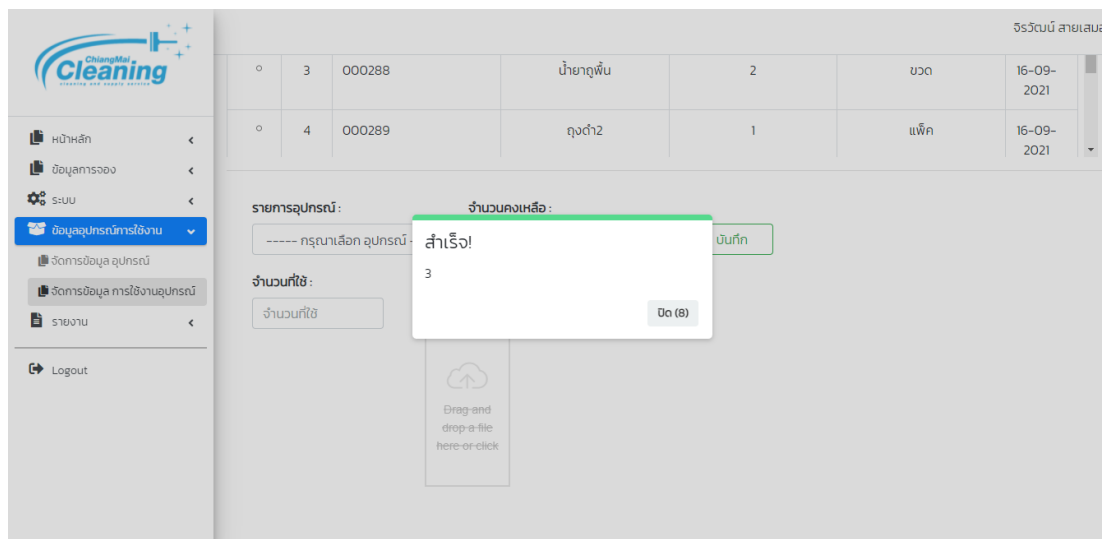 จิรวัฒน์ สายเสมอ
ChiangMai
Cleaning
cleaning and supply service
หน้าหลัก
ข้อมูลการจอง
ระบบ
ข้อมูลอุปกรณ์การใช้งาน
จัดการข้อมูล อุปกรณ์
จัดการข้อมูล การใช้งานอุปกรณ์
รายงาน
Logout
3 000288 น้ำยาถูพื้น 2 ขวด 16-09-
2021
4 000289 ถุงดำ2 1 แพ็ค 16-09-
2021
รายการอุปกรณ์ : จำนวนคงเหลือ :
----- กรุณาเลือก อุปกรณ์ - บันทึก
จำนวนที่ใช้ :
จำนวนที่ใช้
สำเร็จ!
3
ปิด (8)
Drag and
drop a file
here or click